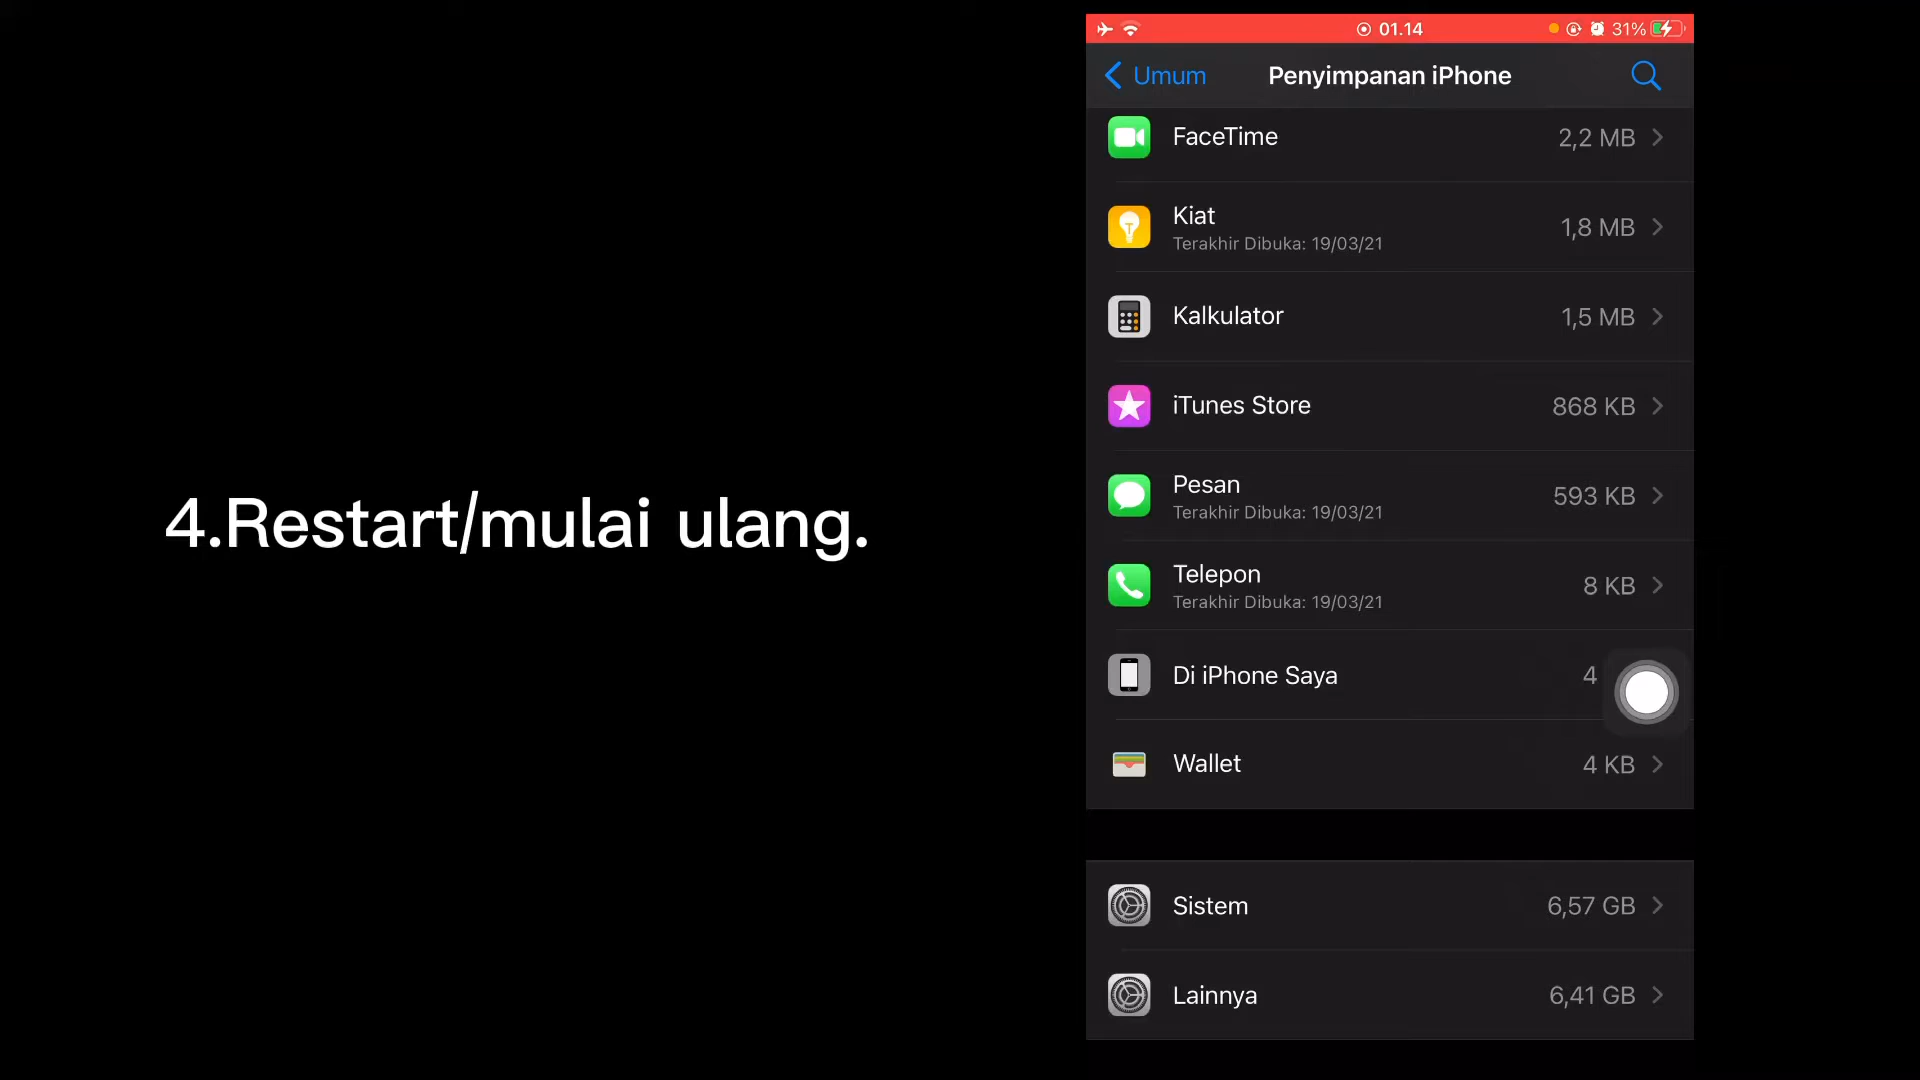 01.14
31%
Umum
Penyimpanan iPhone
FaceTime
2,2 MB
Kiat
Terakhir Dibuka: 19/03/21
1,8 MB
Kalkulator
1,5 MB
iTunes Store
868 KB
4.Restart/mulai ulang.
Pesan
Terakhir Dibuka: 19/03/21
593 KB
Telepon
Terakhir Dibuka: 19/03/21
8 KB
Di iPhone Saya
4
Wallet
4 KB
Sistem
6,57 GB
Lainnya
6,41 GB